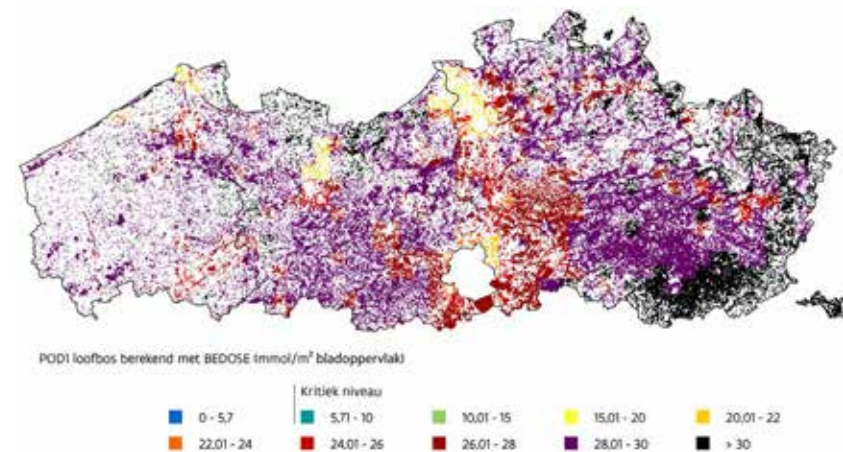 POD1 loofbos berekend met BEDOSE (mmol/m² bladoppervlak)
Kritiek niveau
0 - 5,7 5,71 - 10 10,01 - 15 15,01 - 20 20,01 - 22
22,01 - 24 24,01 - 26 26,01 - 28 28,01 - 30 > 30